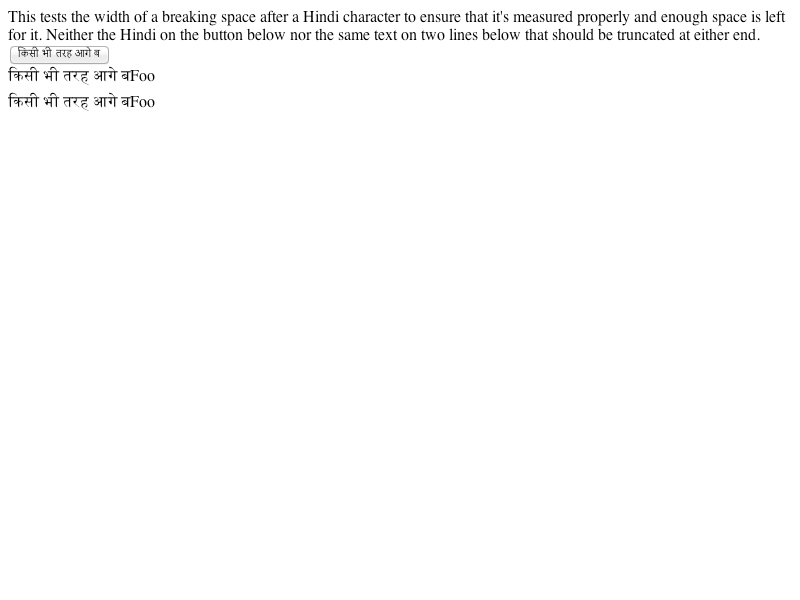 This tests the width of a breaking space after a Hindi character to ensure that it's measured properly and enough space is left
for it. Neither the Hindi on the button below nor the same text on two lines below that should be truncated at either end.
किसी भी तरह आगे ब
किसी भी तरह आगे बFoo
किसी भी तरह आगे बFoo